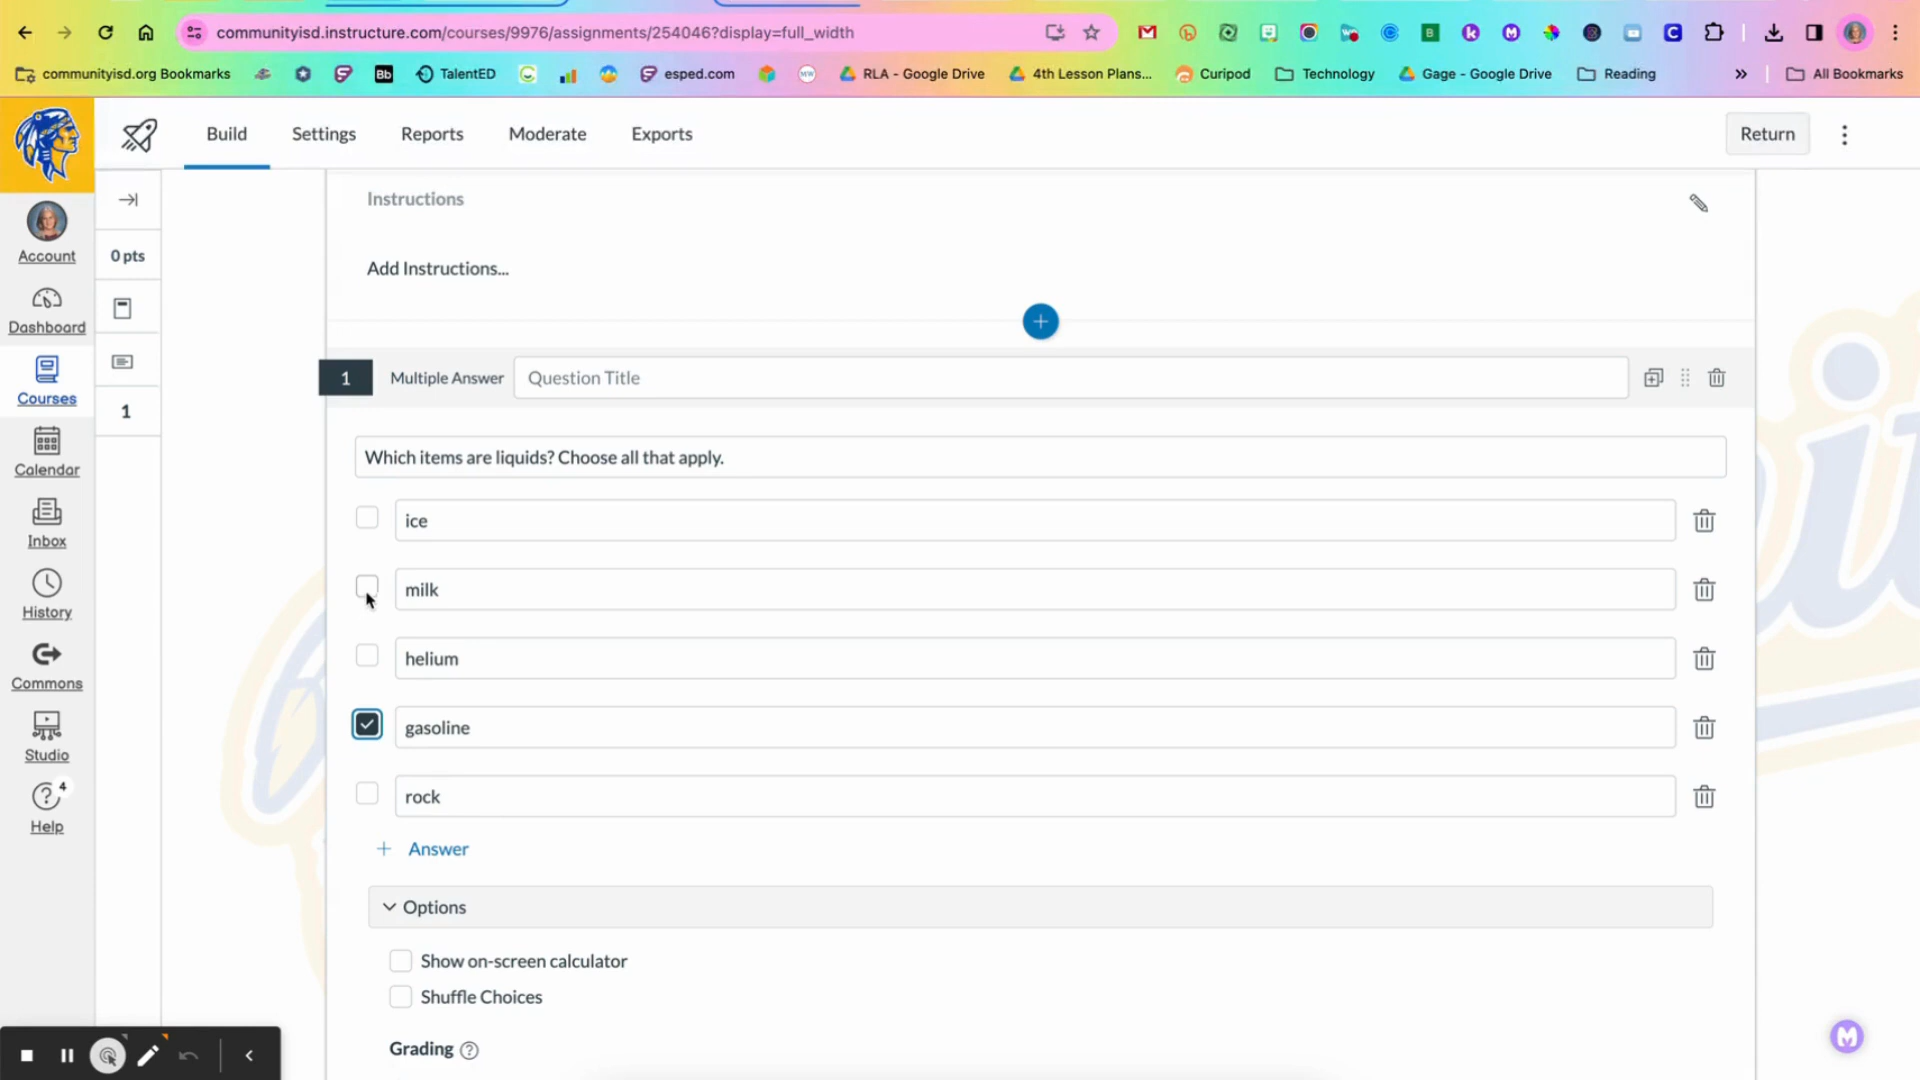 communityisd.instructure.com/courses/9976/assignments/254046?display=full_width
communityisd.org Bookmarks
Bb
TalentED
esped.com
MW
RLA - Google Drive
4th Lesson Plans...
Curipod
Technology
Gage - Google Drive
Reading
»
All Bookmarks
Build
Settings
Reports
Moderate
Exports
Return
Account
Dashboard
Courses
Calendar
Inbox
History
Commons
Studio
4
Help
0 pts
1
Instructions
Add Instructions...
1
Multiple Answer
Question Title
Which items are liquids? Choose all that apply.
ice
milk
helium
gasoline
rock
+ Answer
Options
Show on-screen calculator
Shuffle Choices
Grading ?